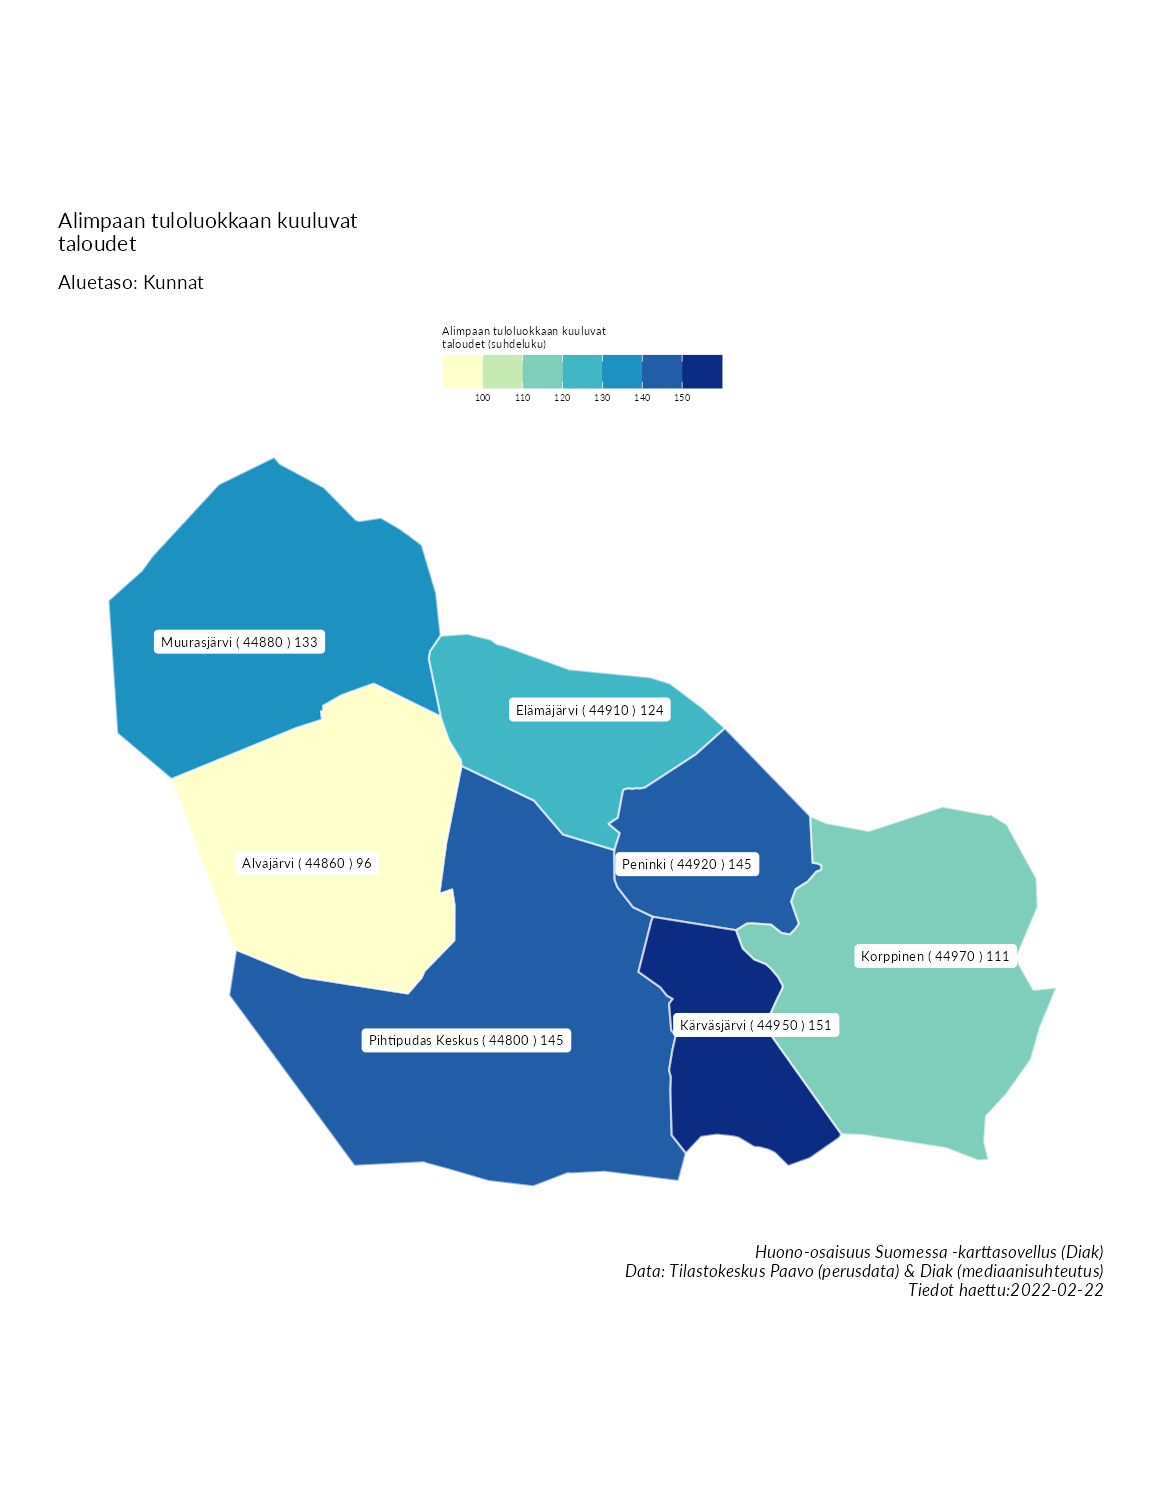 Alimpaan tuloluokkaan kuuluvat
taloudet
Aluetaso: Kunnat
Alimpaan tuloluokkaan kuuluvat
taloudet (suhdeluku)
100 110 120 130 140 150
Muurasjärvi ( 44880 ) 133
Elämäjärvi ( 44910 ) 124
Alvajärvi ( 44860 ) 96
Peninki ( 44920 ) 145
Korppinen ( 44970 ) 111
Kärväsjärvi ( 44950 ) 151
Pihtipudas Keskus ( 44800 ) 145
Huono-osaisuus Suomessa -karttasovellus (Diak)
Data: Tilastokeskus Paavo (perusdata) & Diak (mediaanisuhteutus)
Tiedot haettu:2022-02-22